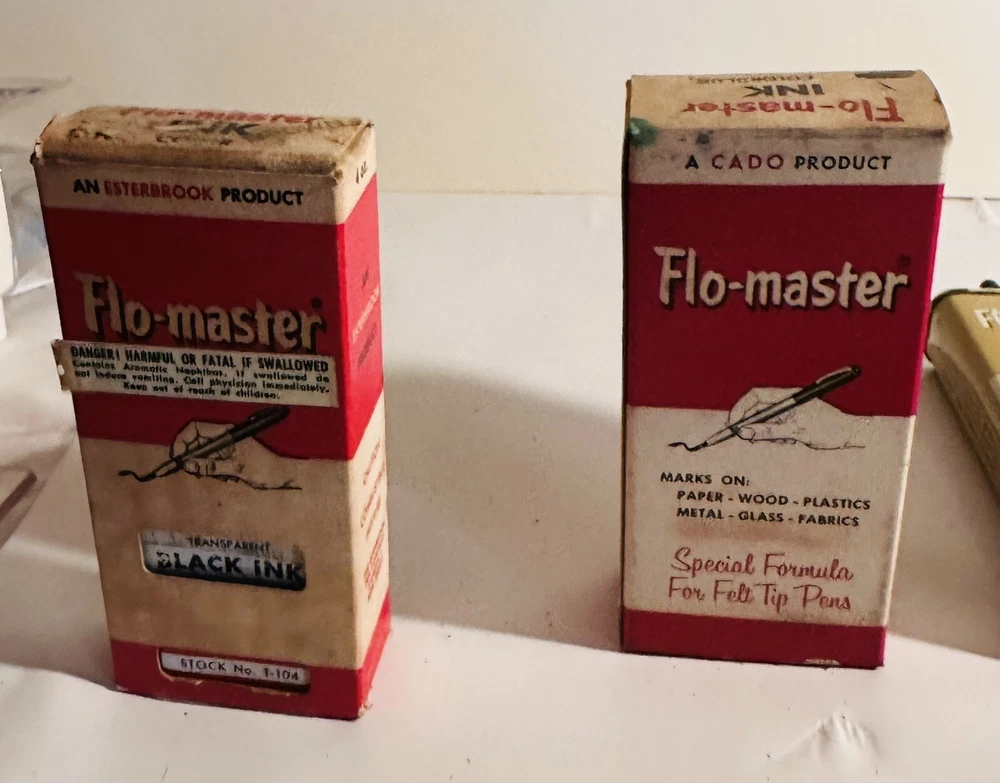 AN ESTERBROOK PRODUCT
Flo-master
DANGER! HARMFUL OR FATAL IF SWALLOWED
Contains Aromatic Naphthas. If swallowed do
not induce vomiting. Call physician immediately.
Keep out of reach of children.
TRANSPARENT
BLACK INK
STOCK No. T-104
Flo-master
INK
A CADO PRODUCT
Flo-master
MARKS ON:
PAPER - WOOD - PLASTICS
METAL - GLASS - FABRICS
Special Formula
For Felt Tip Pens